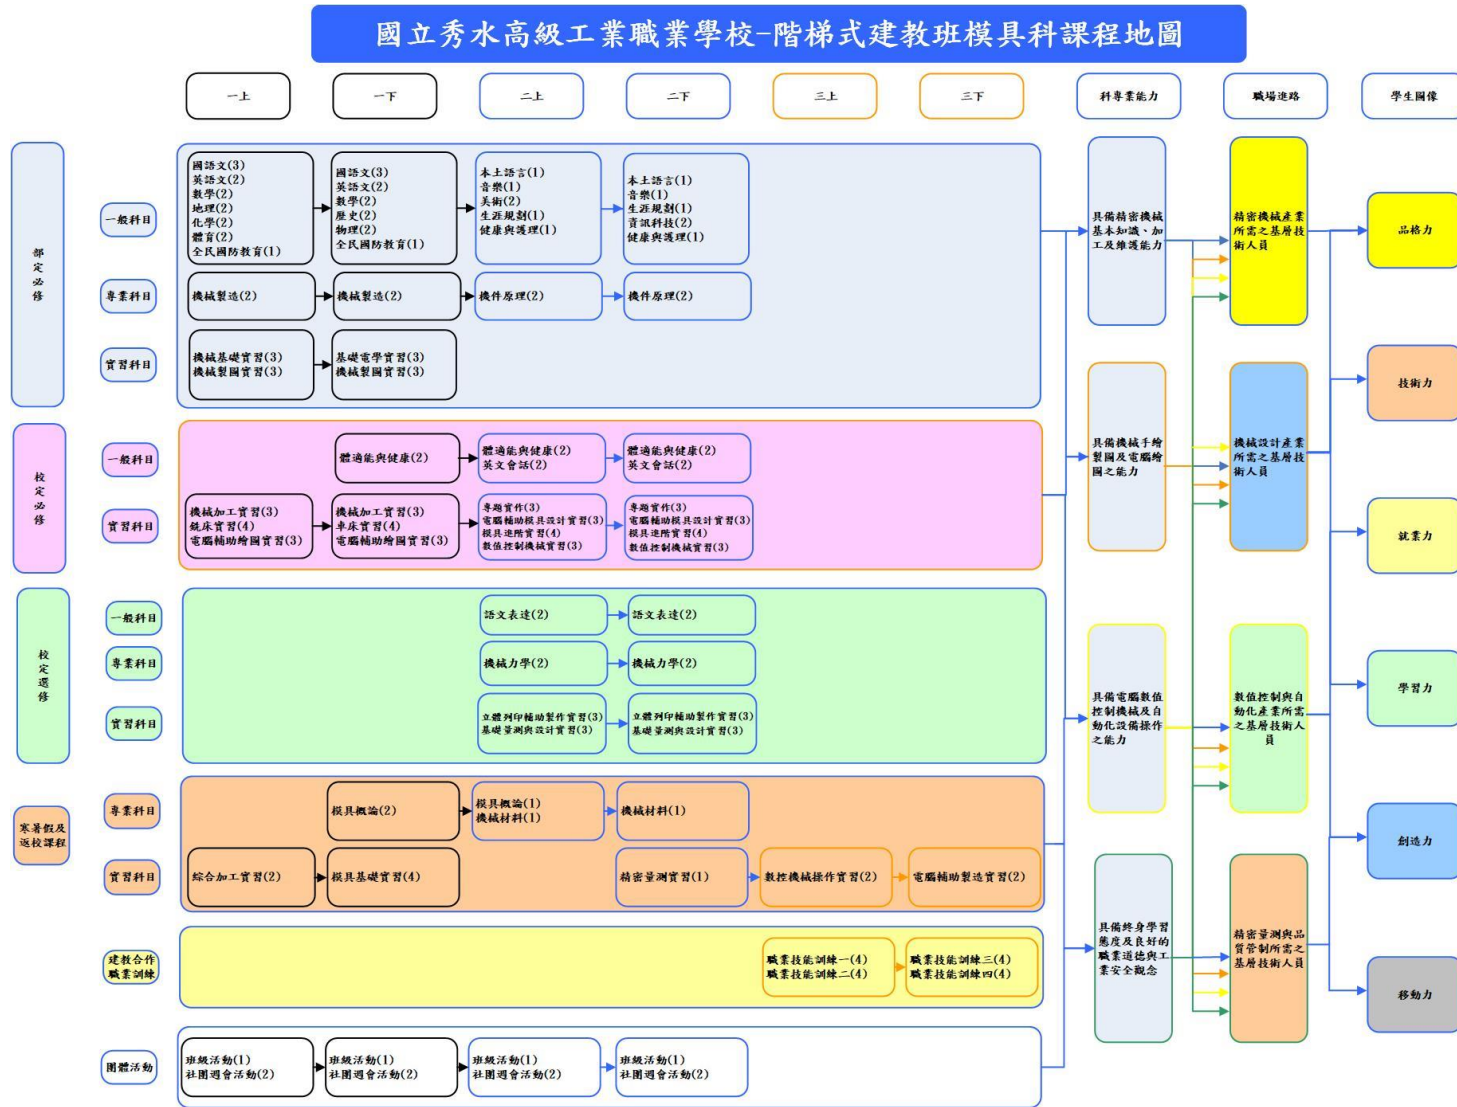 國立秀水高級工業職業學校-階梯式建教班模具科課程地圖
一上
一下
二上
二下
三上
三下
科專業能力
職場進路
學生圖像
部定必修
一般科目
國語文(3)
英語文(2)
數學(2)
地理(2)
化學(2)
體育(2)
全民國防教育(1)
國語文(3)
英語文(2)
數學(2)
歷史(2)
物理(2)
全民國防教育(1)
本土語言(1)
音樂(1)
美術(2)
生涯規劃(1)
健康與護理(1)
本土語言(1)
音樂(1)
生涯規劃(1)
資訊科技(2)
健康與護理(1)
專業科目
機械製造(2)
機械製造(2)
機件原理(2)
機件原理(2)
實習科目
機械基礎實習(3)
機械製圖實習(3)
基礎電學實習(3)
機械製圖實習(3)
校定必修
一般科目
體適能與健康(2)
體適能與健康(2)
英文會話(2)
體適能與健康(2)
英文會話(2)
實習科目
機械加工實習(3)
銑床實習(4)
電腦輔助繪圖實習(3)
機械加工實習(3)
車床實習(4)
電腦輔助繪圖實習(3)
專題實作(3)
電腦輔助模具設計實習(3)
模具進階實習(4)
數值控制機械實習(3)
專題實作(3)
電腦輔助模具設計實習(3)
模具進階實習(4)
數值控制機械實習(3)
校定選修
一般科目
語文表達(2)
語文表達(2)
專業科目
機械力學(2)
機械力學(2)
實習科目
立體列印輔助製作實習(3)
基礎量測與設計實習(3)
立體列印輔助製作實習(3)
基礎量測與設計實習(3)
寒暑假及
返校課程
專業科目
模具概論(2)
模具概論(1)
機械材料(1)
機械材料(1)
實習科目
綜合加工實習(2)
模具基礎實習(4)
精密量測實習(1)
數控機械操作實習(2)
電腦輔助製造實習(2)
建教合作
職業訓練
職業技能訓練一(4)
職業技能訓練二(4)
職業技能訓練三(4)
職業技能訓練四(4)
團體活動
班級活動(1)
社團週會活動(2)
班級活動(1)
社團週會活動(2)
班級活動(1)
社團週會活動(2)
班級活動(1)
社團週會活動(2)
具備精密機械
基本知識、加
工及維護能力
具備機械手繪
製圖及電腦繪
圖之能力
具備電腦數值
控制機械及自
動化設備操作
之能力
具備終身學習
態度及良好的
職業道德與工
業安全觀念
精密機械產業
所需之基層技
術人員
機械設計產業
所需之基層技
術人員
數值控制與自
動化產業所需
之基層技術人
員
精密量測與品
質管制所需之
基層技術人員
品格力
技術力
就業力
學習力
創造力
移動力